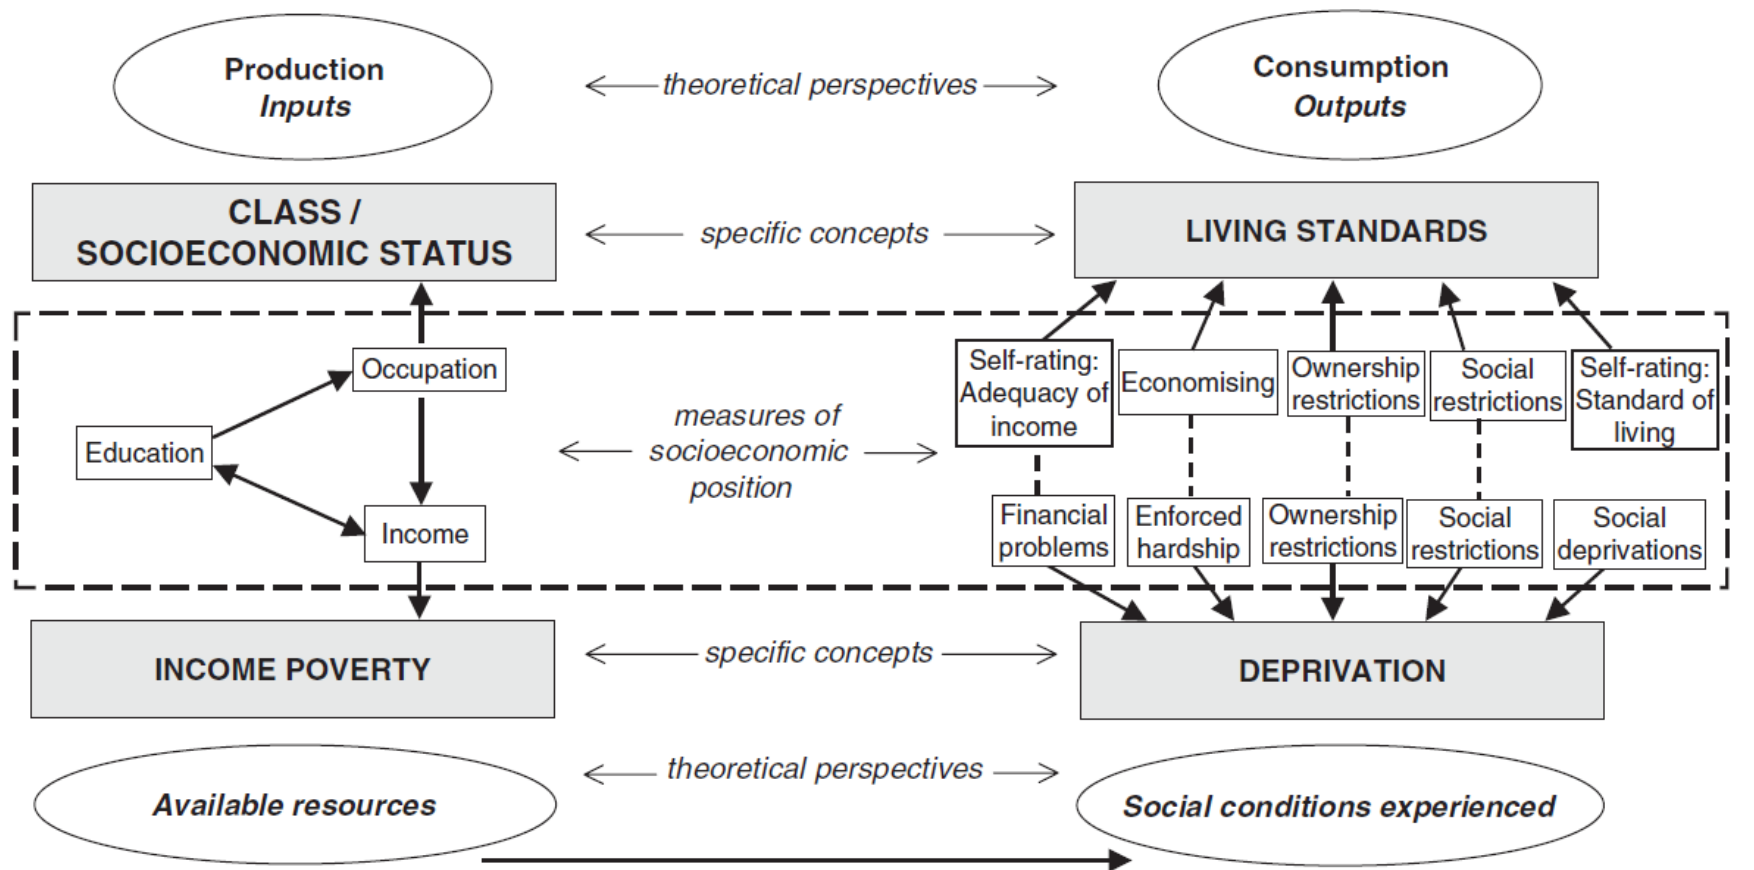 Production
Inputs
theoretical perspectives
Consumption
Outputs
CLASS /
SOCIOECONOMIC STATUS
specific concepts
LIVING STANDARDS
Occupation
Education
Income
measures of
socioeconomic
position
Self-rating:
Adequacy of
income
Economising
Ownership
restrictions
Social
restrictions
Self-rating:
Standard of
living
Financial
problems
Enforced
hardship
Ownership
restrictions
Social
restrictions
Social
deprivations
INCOME POVERTY
specific concepts
DEPRIVATION
theoretical perspectives
Available resources
Social conditions experienced